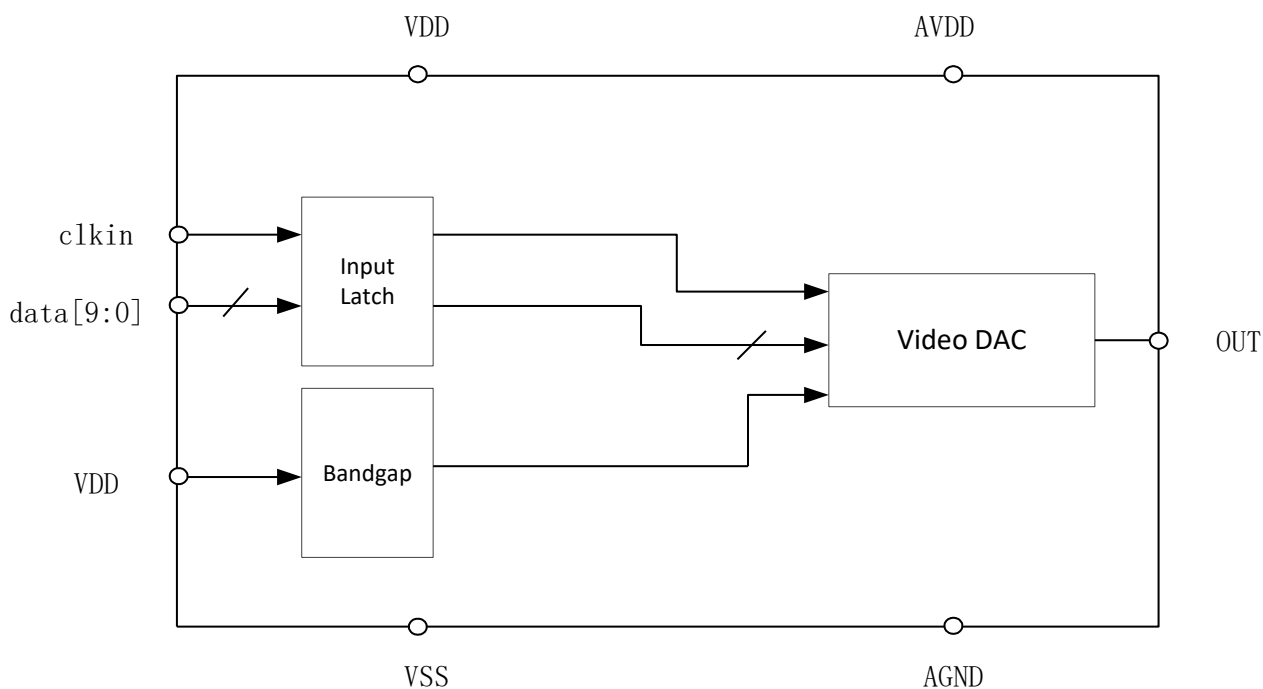 VDD
AVDD
clkin
Input
Latch
data[9:0]
Video DAC
OUT
Bandgap
VDD
VSS
AGND